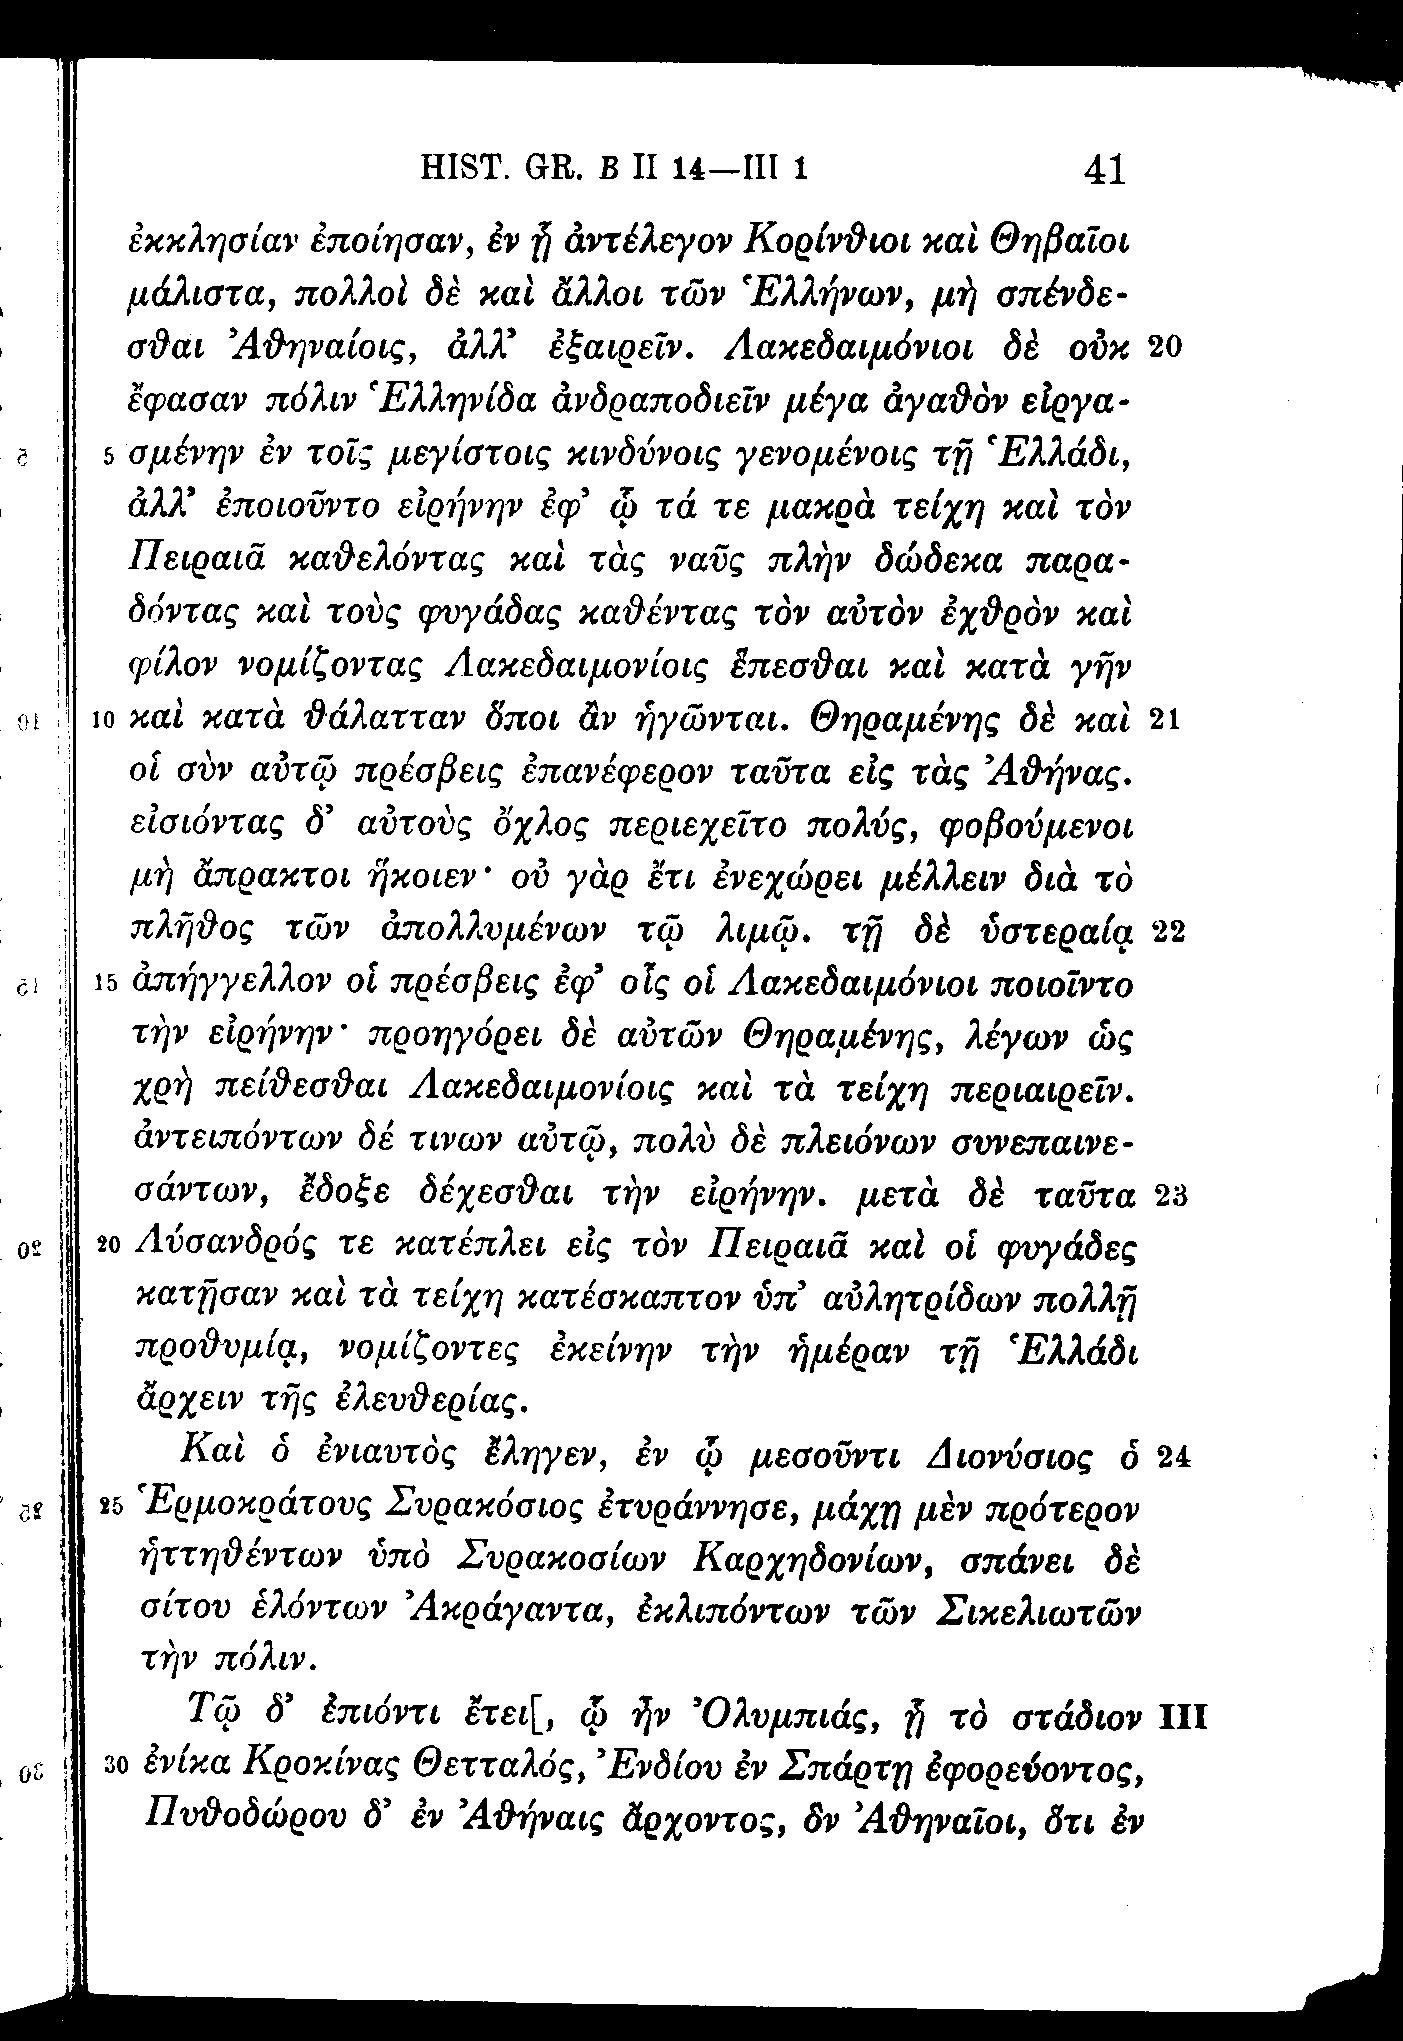 HIST. GR. B II 14—III 1 41
ἐκκλησίαν ἐποίησαν, ἐν ᾗ ἀντέλεγον Κορίνθιοι καὶ Θηβαῖοι
μάλιστα, πολλοὶ δὲ καὶ ἄλλοι τῶν Ἑλλήνων, μὴ σπένδε-
σθαι Ἀθηναίοις, ἀλλ’ ἐξαιρεῖν. Λακεδαιμόνιοι δὲ οὐκ 20
ἔφασαν πόλιν Ἑλληνίδα ἀνδραποδιεῖν μέγα ἀγαθὸν εἰργα-
5 σμένην ἐν τοῖς μεγίστοις κινδύνοις γενομένοις τῇ Ἑλλάδι,
ἀλλ’ ἐποιοῦντο εἰρήνην ἐφ’ ᾧ τά τε μακρὰ τείχη καὶ τὸν
Πειραιᾶ καθελόντας καὶ τὰς ναῦς πλὴν δώδεκα παρα-
δόντας καὶ τοὺς φυγάδας καθέντας τὸν αὐτὸν ἐχθρὸν καὶ
φίλον νομίζοντας Λακεδαιμονίοις ἕπεσθαι καὶ κατὰ γῆν
10 καὶ κατὰ θάλατταν ὅποι ἂν ἡγῶνται. Θηραμένης δὲ καὶ 21
οἱ σὺν αὐτῷ πρέσβεις ἐπανέφερον ταῦτα εἰς τὰς Ἀθήνας.
εἰσιόντας δ’ αὐτοὺς ὄχλος περιεχεῖτο πολύς, φοβούμενοι
μὴ ἄπρακτοι ἥκοιεν· οὐ γὰρ ἔτι ἐνεχώρει μέλλειν διὰ τὸ
πλῆθος τῶν ἀπολλυμένων τῷ λιμῷ. τῇ δὲ ὑστεραίᾳ 22
15 ἀπήγγελλον οἱ πρέσβεις ἐφ’ οἷς οἱ Λακεδαιμόνιοι ποιοῖντο
τὴν εἰρήνην· προηγόρει δὲ αὐτῶν Θηραμένης, λέγων ὡς
χρὴ πείθεσθαι Λακεδαιμονίοις καὶ τὰ τείχη περιαιρεῖν.
ἀντειπόντων δέ τινων αὐτῷ, πολὺ δὲ πλειόνων συνεπαινε-
σάντων, ἔδοξε δέχεσθαι τὴν εἰρήνην. μετὰ δὲ ταῦτα 23
20 Λύσανδρός τε κατέπλει εἰς τὸν Πειραιᾶ καὶ οἱ φυγάδες
κατῇσαν καὶ τὰ τείχη κατέσκαπτον ὑπ’ αὐλητρίδων πολλῇ
προθυμίᾳ, νομίζοντες ἐκείνην τὴν ἡμέραν τῇ Ἑλλάδι
ἄρχειν τῆς ἐλευθερίας.
Καὶ ὁ ἐνιαυτὸς ἔληγεν, ἐν ᾧ μεσοῦντι Διονύσιος ὁ 24
25 Ἑρμοκράτους Συρακόσιος ἐτυράννησε, μάχῃ μὲν πρότερον
ἡττηθέντων ὑπὸ Συρακοσίων Καρχηδονίων, σπάνει δὲ
σίτου ἑλόντων Ἀκράγαντα, ἐκλιπόντων τῶν Σικελιωτῶν
τὴν πόλιν.
Τῷ δ’ ἐπιόντι ἔτει[, ᾧ ἦν Ὀλυμπιάς, ᾗ τὸ στάδιον III
30 ἐνίκα Κροκίνας Θετταλός, Ἐνδίου ἐν Σπάρτῃ ἐφορεύοντος,
Πυθοδώρου δ’ ἐν Ἀθήναις ἄρχοντος, ὃν Ἀθηναῖοι, ὅτι ἐν